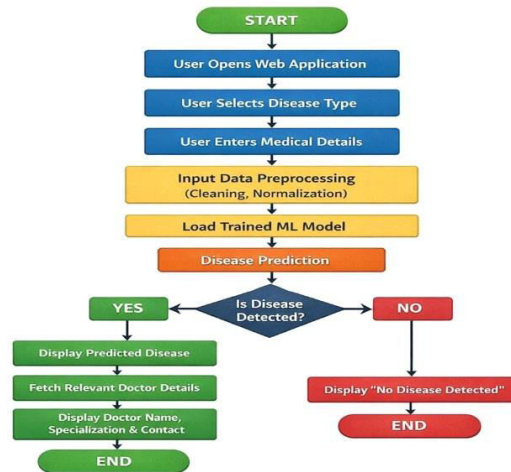 START
User Opens Web Application
User Selects Disease Type
User Enters Medical Details
Input Data Preprocessing
(Cleaning, Normalization)
Load Trained ML Model
Disease Prediction
Is Disease
Detected?
YES
NO
Display Predicted Disease
Fetch Relevant Doctor Details
Display Doctor Name,
Specialization & Contact
END
Display "No Disease Detected"
END